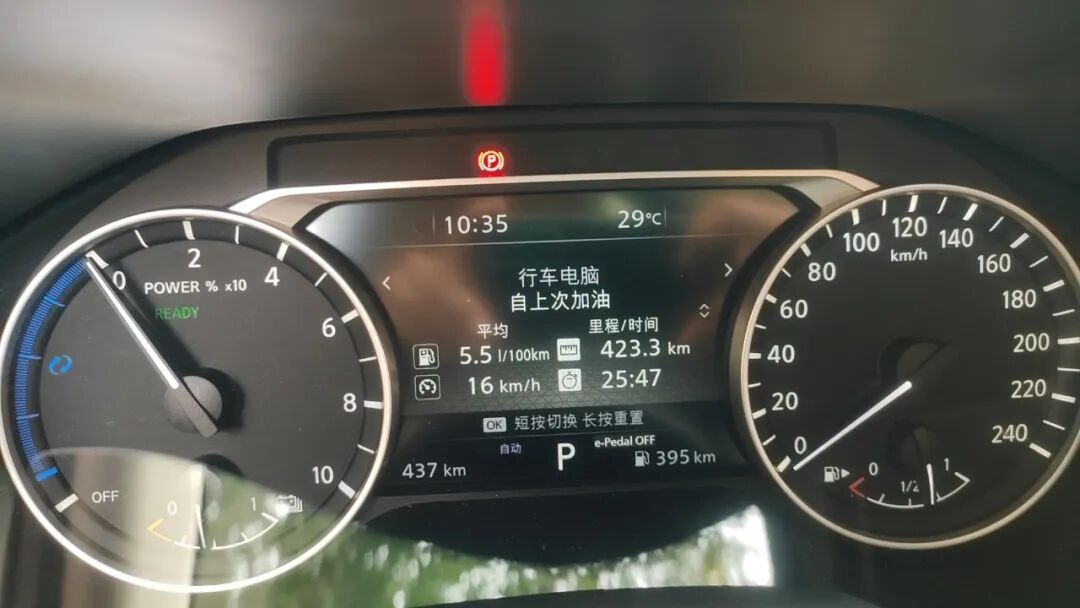 10:35 29°C
行车电脑
自上次加油
平均 里程/时间
5.5 l/100km 423.3 km
16 km/h 25:47
OK 短按切换 长按重置
自动 P e-Pedal OFF
437 km 395 km
0 2 4 6 8 10
POWER % x10
READY
OFF
0 1
P
0 20 40 60 80 100 120 140 160 180 200 220 240
km/h
0 1/2 1